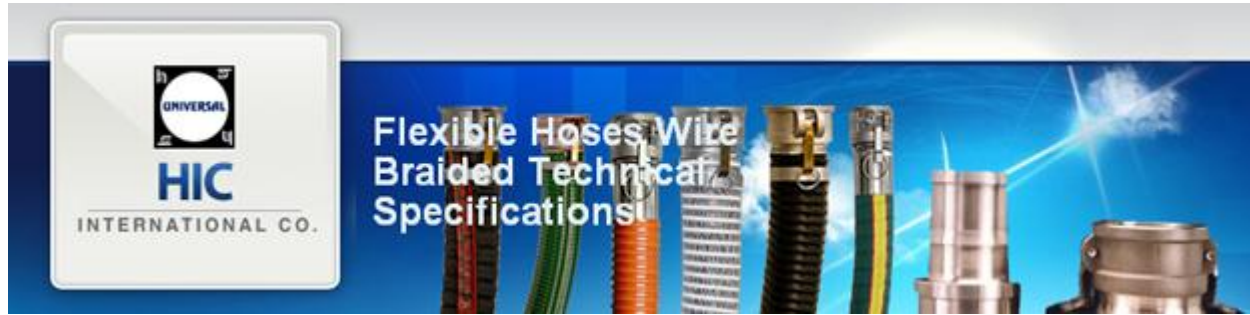 UNIVERSAL
HIC
INTERNATIONAL CO.
Flexible Hoses Wire
Braided Technical
Specifications